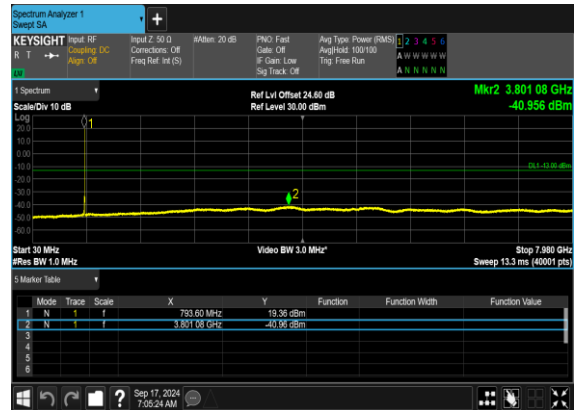 Spectrum Analyzer 1
Swept SA
KEYSIGHT Input: RF Input Z: 50 Ω #Atten: 20 dB PNO: Fast Avg Type: Power (RMS) 1 2 3 4 5 6
R T Coupling: DC Corrections: Off Gate: Off Avg|Hold: 100/100 A W W W W W
Align: Off Freq Ref: Int (S) IF Gain: Low Trig: Free Run
LW Sig Track: Off A N N N N N
1 Spectrum Ref Lvl Offset 24.60 dB Mkr2 3.801 08 GHz
Scale/Div 10 dB Ref Level 30.00 dBm -40.956 dBm
Log
1
20.0
10.0
0.00
-10.0
DL1 -13.00 dBm
-20.0
-30.0
2
-40.0
-50.0
-60.0
Start 30 MHz Video BW 3.0 MHz* Stop 7.980 GHz
#Res BW 1.0 MHz Sweep 13.3 ms (40001 pts)
5 Marker Table
Mode Trace Scale X Y Function Function Width Function Value
1 N 1 f 793.60 MHz 19.36 dBm
2 N 1 f 3.801 08 GHz -40.96 dBm
3
4
5
6
? Sep 17, 2024
7:05:24 AM